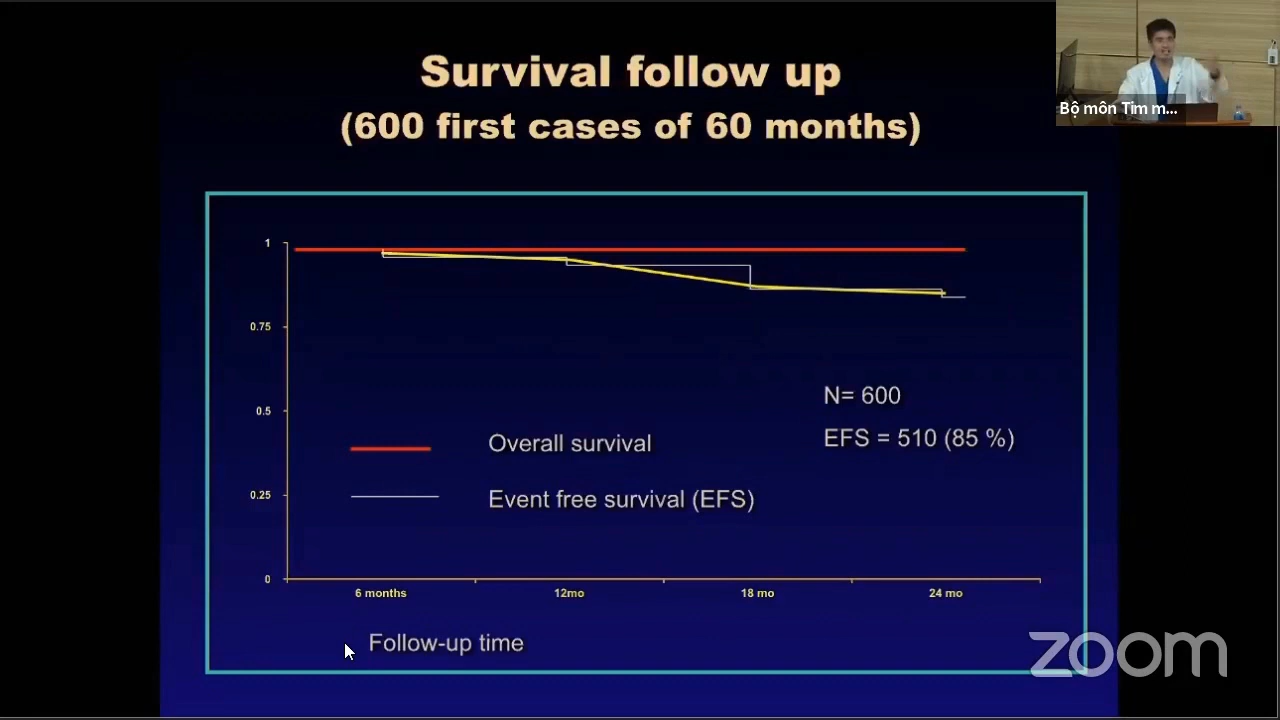 Survival follow up
(600 first cases of 60 months)
Bộ môn Tim m...
1
0.75
0.5
0.25
0
N= 600
EFS = 510 (85 %)
Overall survival
Event free survival (EFS)
6 months
12mo
18 mo
24 mo
Follow-up time
zoom